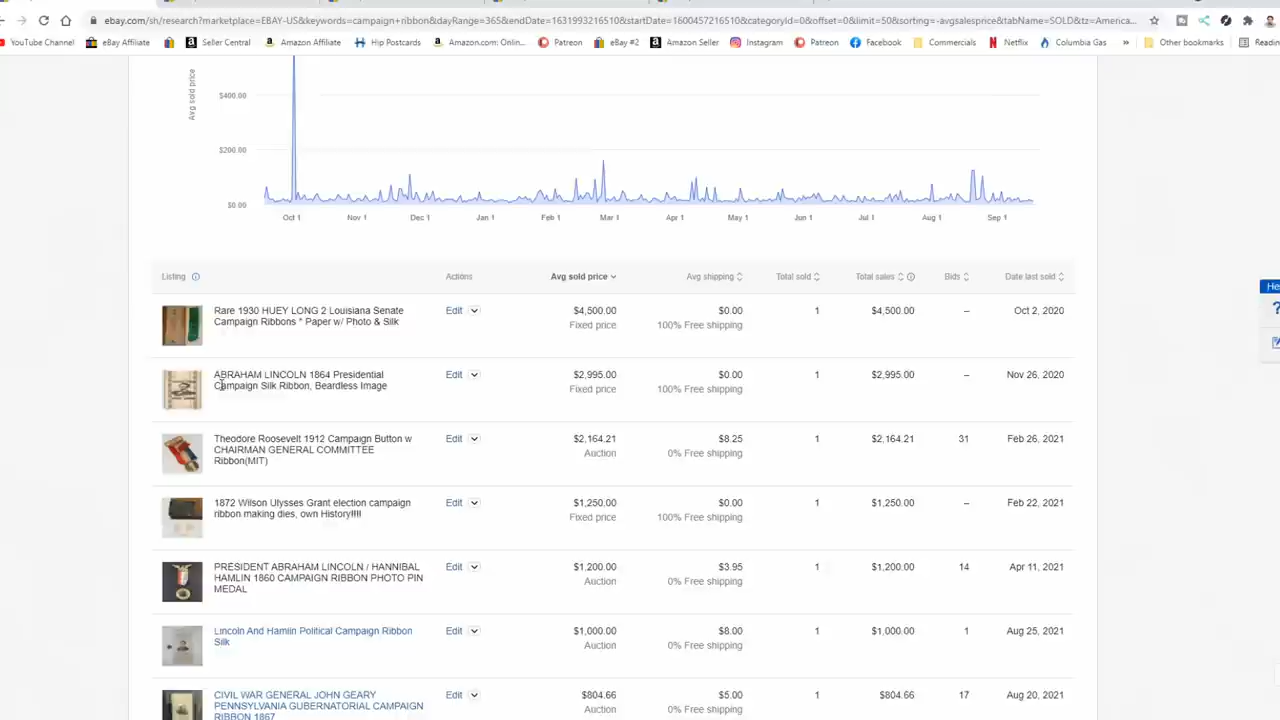 ebay.com/sh/research?marketplace=EBAY-US&keywords=campaign+ribbon&dayRange=365&endDate=1631993216510&startDate=1600457216510&categoryId=0&offset=0&limit=50&sorting=-avgsalesprice&tabName=SOLD&tz=America...
YouTube Channel eBay Affiliate Seller Central Amazon Affiliate Hip Postcards Amazon.com: Onlin... Patreon eBay #2 Amazon Seller Instagram Patreon Facebook Commercials Netflix Columbia Gas » Other bookmarks Readin
Avg sold price
$400.00
$200.00
$0.00
Oct 1 Nov 1 Dec 1 Jan 1 Feb 1 Mar 1 Apr 1 May 1 Jun 1 Jul 1 Aug 1 Sep 1
Listing Actions Avg sold price Avg shipping Total sold Total sales Bids Date last sold
Rare 1930 HUEY LONG 2 Louisiana Senate Edit $4,500.00 $0.00 1 $4,500.00 – Oct 2, 2020
Campaign Ribbons * Paper w/ Photo & Silk Fixed price 100% Free shipping
ABRAHAM LINCOLN 1864 Presidential Edit $2,995.00 $0.00 1 $2,995.00 – Nov 26, 2020
Campaign Silk Ribbon, Beardless Image Fixed price 100% Free shipping
Theodore Roosevelt 1912 Campaign Button w Edit $2,164.21 $8.25 1 $2,164.21 31 Feb 26, 2021
CHAIRMAN GENERAL COMMITTEE Auction 0% Free shipping
Ribbon(MIT)
1872 Wilson Ulysses Grant election campaign Edit $1,250.00 $0.00 1 $1,250.00 – Feb 22, 2021
ribbon making dies, own History!!!! Fixed price 100% Free shipping
PRESIDENT ABRAHAM LINCOLN / HANNIBAL Edit $1,200.00 $3.95 1 $1,200.00 14 Apr 11, 2021
HAMLIN 1860 CAMPAIGN RIBBON PHOTO PIN Auction 0% Free shipping
MEDAL
Lincoln And Hamlin Political Campaign Ribbon Edit $1,000.00 $8.00 1 $1,000.00 1 Aug 25, 2021
Silk Auction 0% Free shipping
CIVIL WAR GENERAL JOHN GEARY Edit $804.66 $5.00 1 $804.66 17 Aug 20, 2021
PENNSYLVANIA GUBERNATORIAL CAMPAIGN Auction 0% Free shipping
RIBBON 1867
He
?